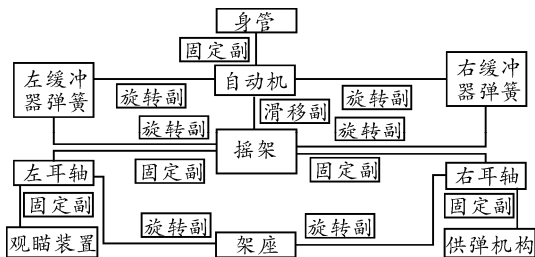 身管
固定副
左缓冲
器弹簧
自动机
右缓冲
器弹簧
旋转副
旋转副
滑移副
旋转副
旋转副
摇架
左耳轴
固定副
固定副
右耳轴
固定副
固定副
旋转副
旋转副
观瞄装置
架座
供弹机构